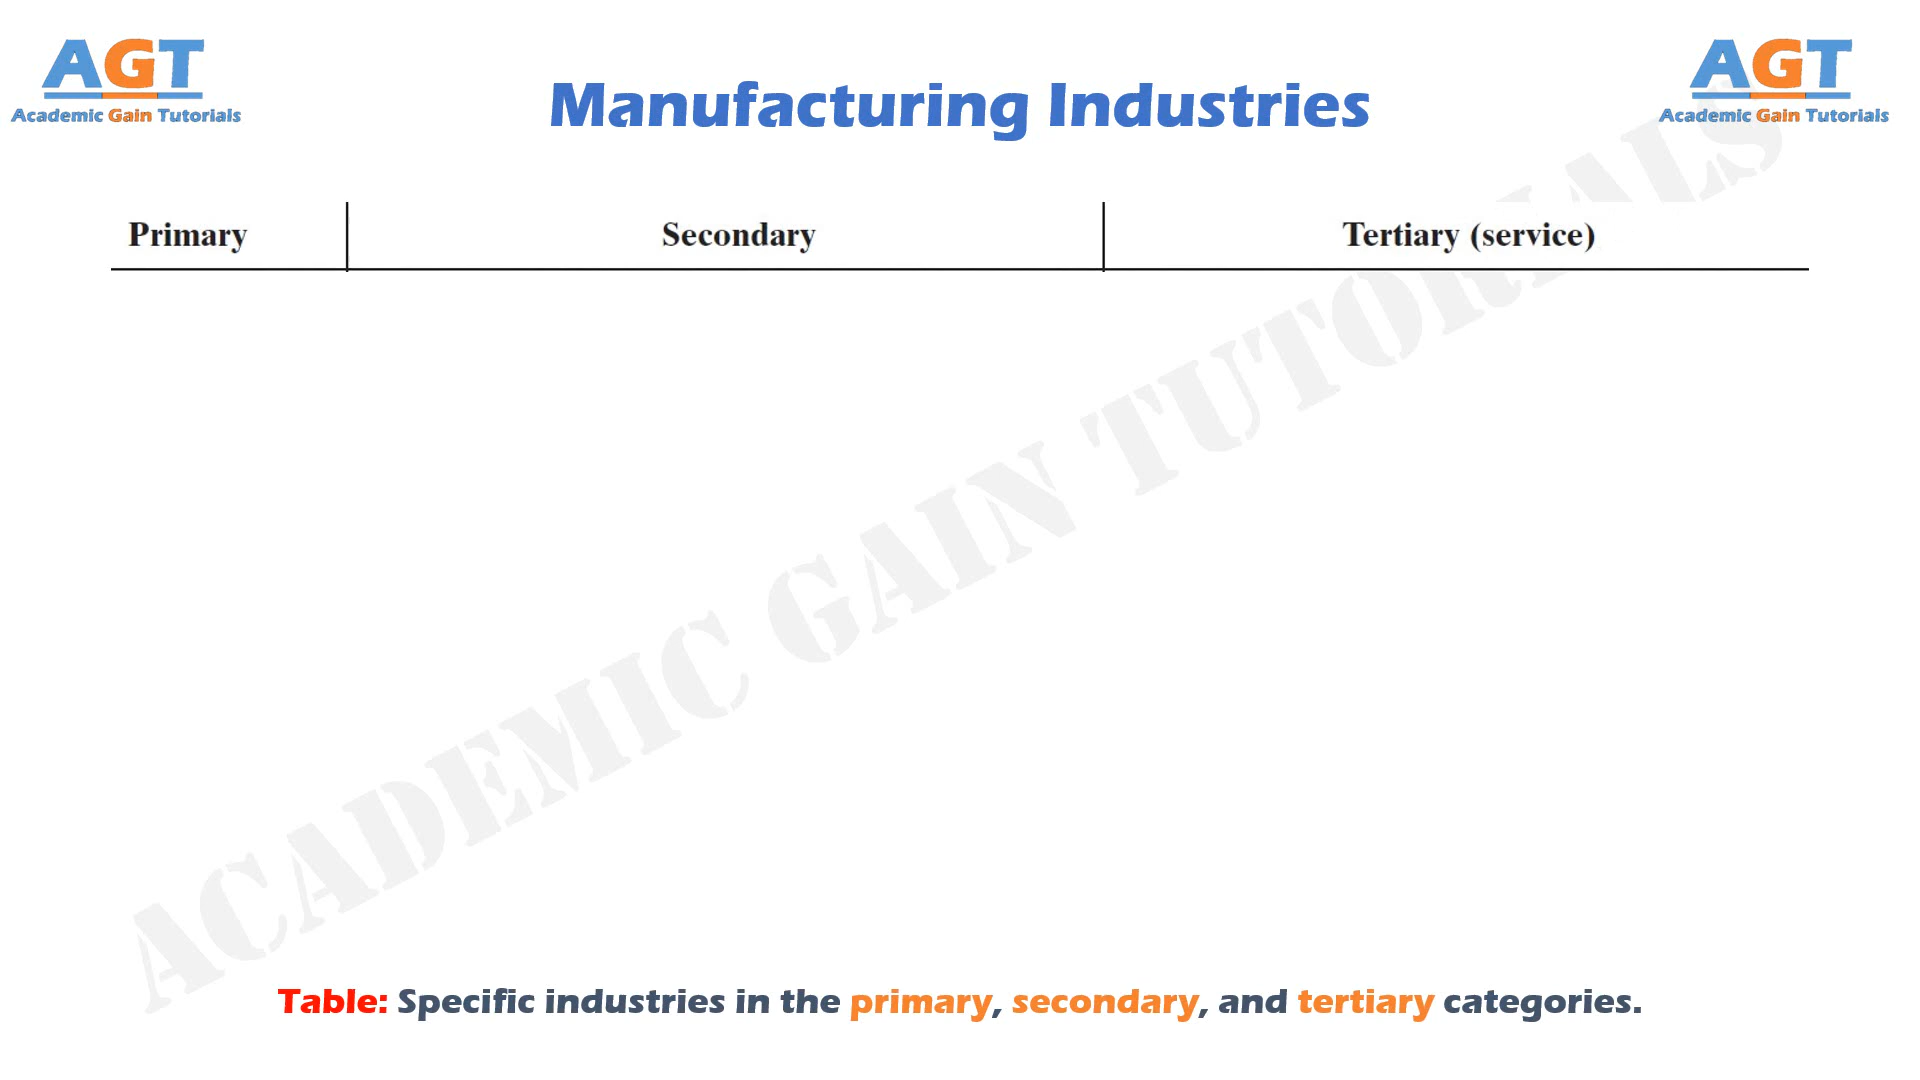 AGT
Academic Gain Tutorials
Manufacturing Industries
AGT
Academic Gain Tutorials
Primary Secondary Tertiary (service)
ACADEMIC GAIN TUTORIALS
Table: Specific industries in the primary, secondary, and tertiary categories.